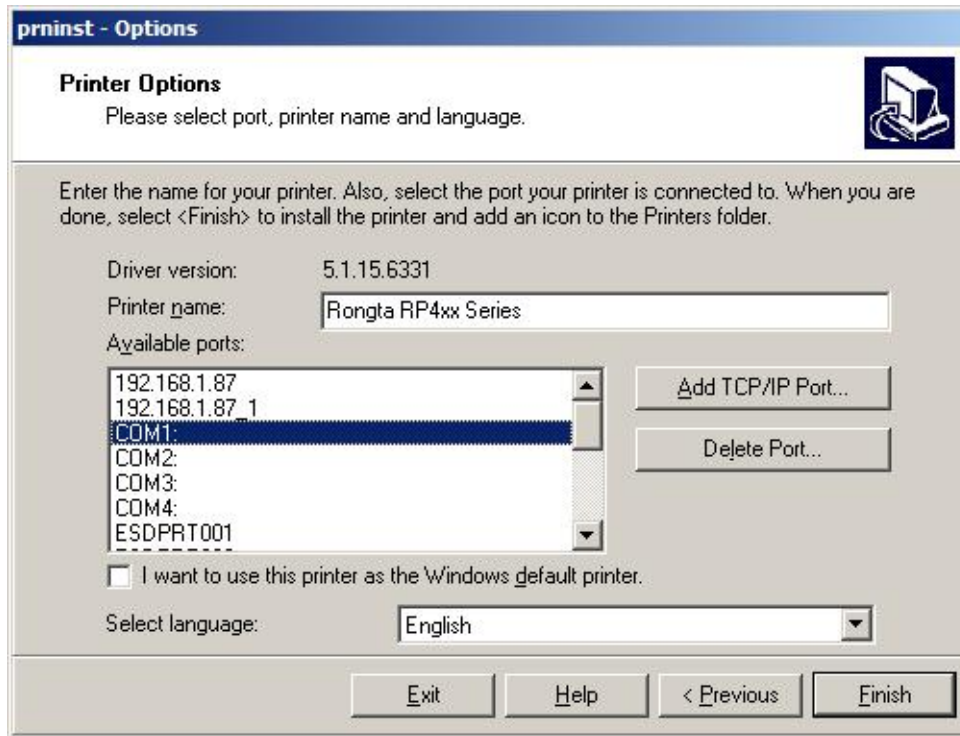 prninst - Options
Printer Options
Please select port, printer name and language.
Enter the name for your printer. Also, select the port your printer is connected to. When you are
done, select <Finish> to install the printer and add an icon to the Printers folder.
Driver version: 5.1.15.6331
Printer name: Rongta RP4xx Series
Available ports:
192.168.1.87
192.168.1.87_1
COM1:
COM2:
COM3:
COM4:
ESDPRT001
Add TCP/IP Port...
Delete Port...
I want to use this printer as the Windows default printer.
Select language: English
Exit Help < Previous Finish